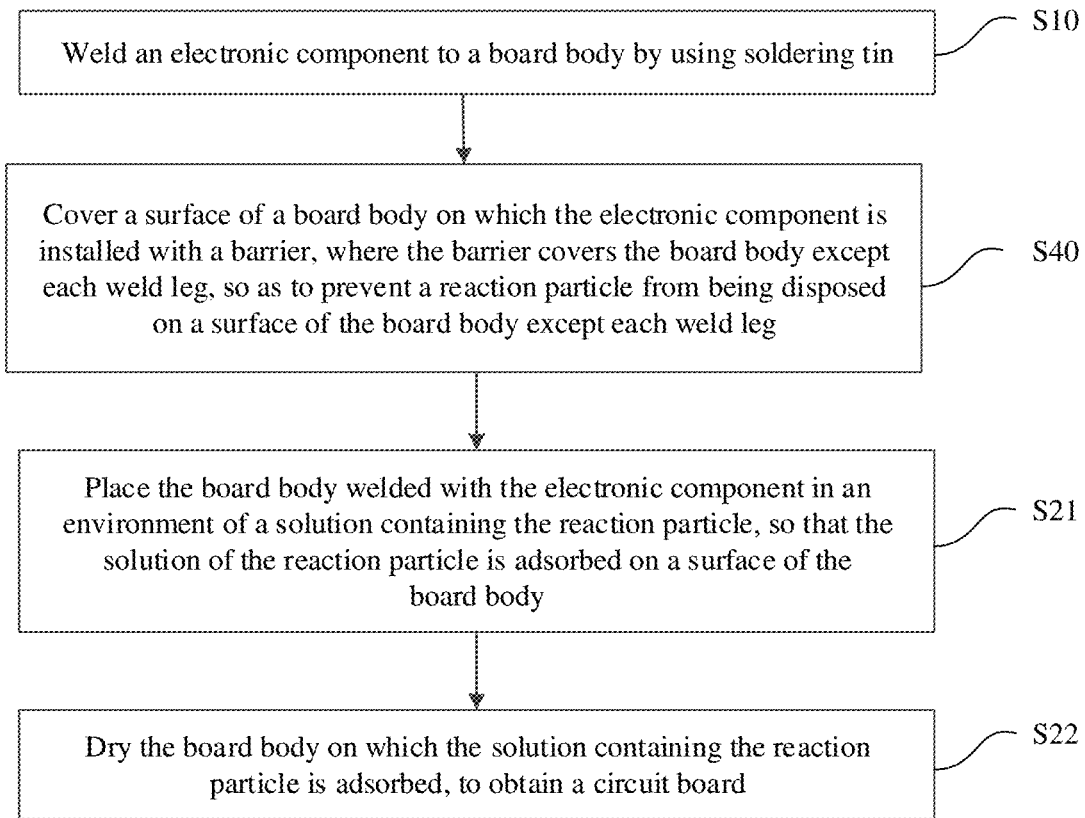 S10
Weld an electronic component to a board body by using soldering tin
Cover a surface of a board body on which the electronic component is
installed with a barrier, where the barrier covers the board body except
each weld leg, so as to prevent a reaction particle from being disposed
on a surface of the board body except each weld leg
S40
Place the board body welded with the electronic component in an
environment of a solution containing the reaction particle, so that the
solution of the reaction particle is adsorbed on a surface of the
board body
S21
Dry the board body on which the solution containing the reaction
particle is adsorbed, to obtain a circuit board
S22